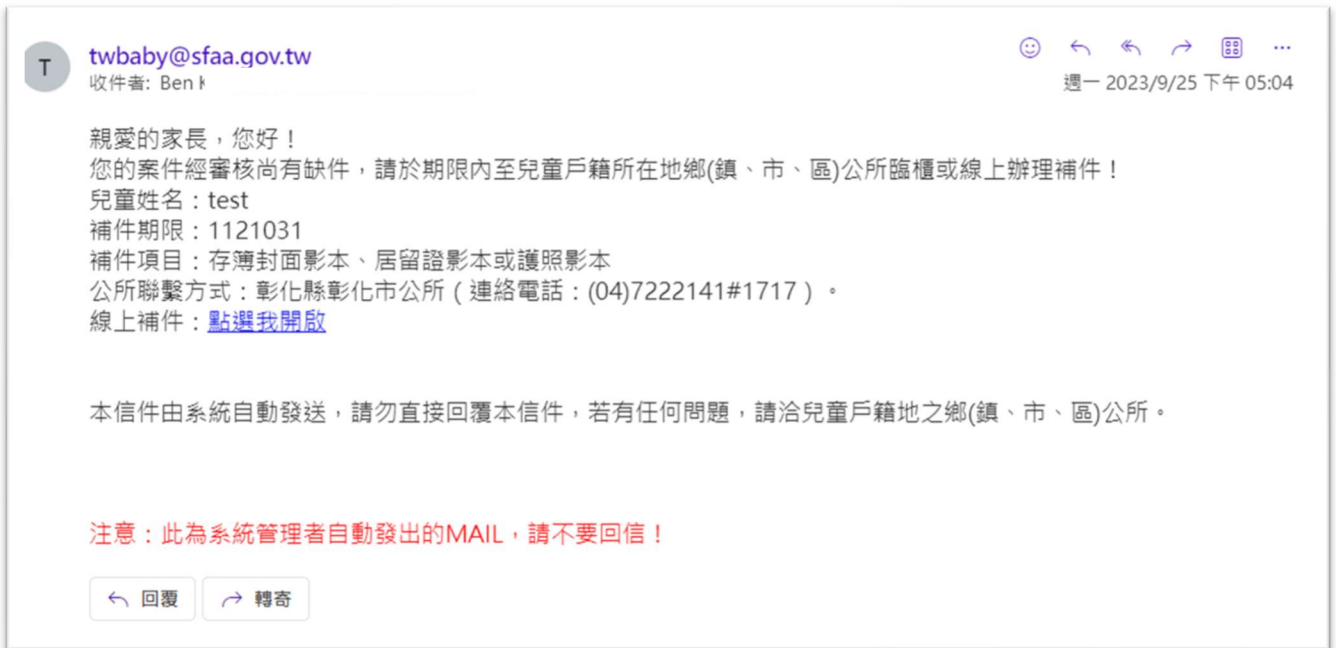 T
twbaby@sfaa.gov.tw
收件者: Ben K
週一 2023/9/25 下午 05:04
親愛的家長，您好！
您的案件經審核尚有缺件，請於期限內至兒童戶籍所在地鄉(鎮、市、區)公所臨櫃或線上辦理補件！
兒童姓名：test
補件期限：1121031
補件項目：存簿封面影本、居留證影本或護照影本
公所聯繫方式：彰化縣彰化市公所（連絡電話：(04)7222141#1717）。
線上補件：點選我開啟
本信件由系統自動發送，請勿直接回覆本信件，若有任何問題，請洽兒童戶籍地之鄉(鎮、市、區)公所。
注意：此為系統管理者自動發出的MAIL，請不要回信！
回覆
轉寄